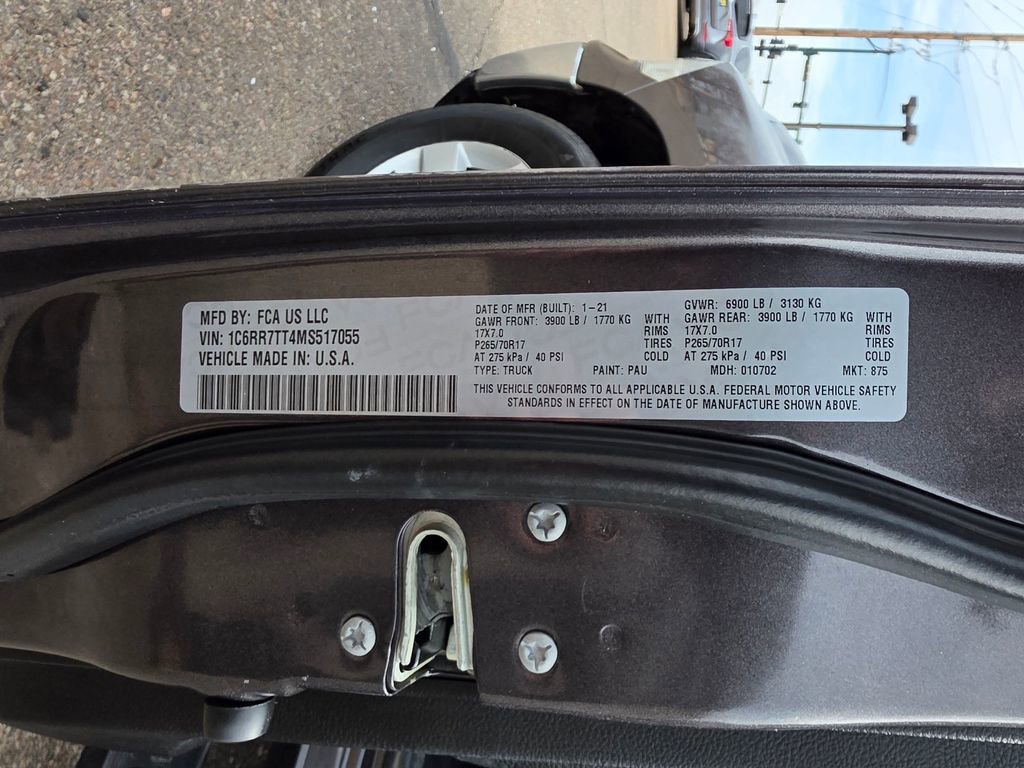 MFD BY: FCA US LLC
VIN: 1C6RR7TT4MS517055
VEHICLE MADE IN: U.S.A.
DATE OF MFR (BUILT): 1-21
GAWR FRONT: 3900 LB / 1770 KG WITH
17X7.0 RIMS
P265/70R17 TIRES
AT 275 kPa / 40 PSI COLD
TYPE: TRUCK PAINT: PAU
GVWR: 6900 LB / 3130 KG
GAWR REAR: 3900 LB / 1770 KG WITH
17X7.0 RIMS
P265/70R17 TIRES
AT 275 kPa / 40 PSI COLD
MDH: 010702 MKT: 875
THIS VEHICLE CONFORMS TO ALL APPLICABLE U.S.A. FEDERAL MOTOR VEHICLE SAFETY
STANDARDS IN EFFECT ON THE DATE OF MANUFACTURE SHOWN ABOVE.